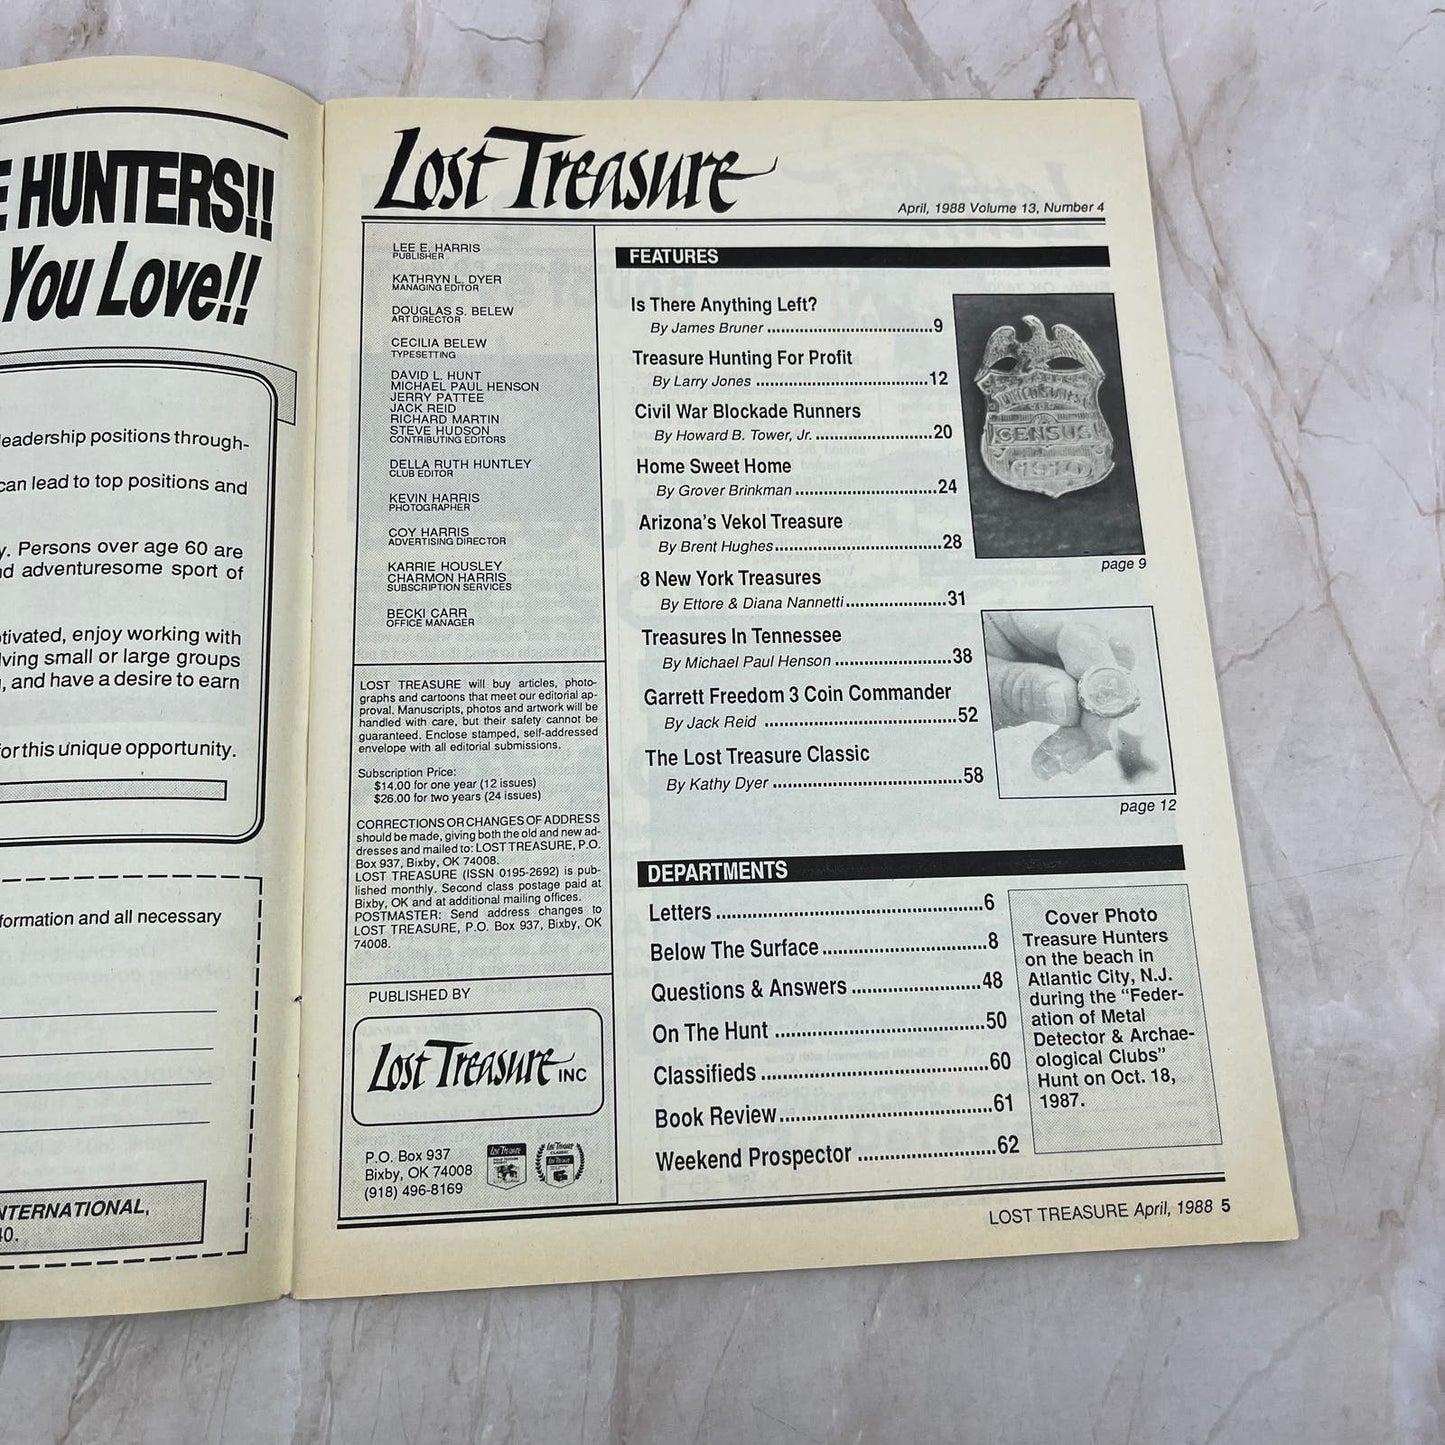 E HUNTERS!!
You Love!!
leadership positions through-
can lead to top positions and
y. Persons over age 60 are
nd adventuresome sport of
otivated, enjoy working with
lving small or large groups
, and have a desire to earn
for this unique opportunity.
formation and all necessary
NTERNATIONAL,
40.
Lost Treasure
April, 1988 Volume 13, Number 4
LEE E. HARRIS
PUBLISHER
KATHRYN L. DYER
MANAGING EDITOR
DOUGLAS S. BELEW
ART DIRECTOR
CECILIA BELEW
TYPESETTING
DAVID L. HUNT
MICHAEL PAUL HENSON
JERRY PATTEE
JACK REID
RICHARD MARTIN
STEVE HUDSON
CONTRIBUTING EDITORS
DELLA RUTH HUNTLEY
CLUB EDITOR
KEVIN HARRIS
PHOTOGRAPHER
COY HARRIS
ADVERTISING DIRECTOR
KARRIE HOUSLEY
CHARMON HARRIS
SUBSCRIPTION SERVICES
BECKI CARR
OFFICE MANAGER
LOST TREASURE will buy articles, photo-
graphs and cartoons that meet our editorial ap-
proval. Manuscripts, photos and artwork will be
handled with care, but their safety cannot be
guaranteed. Enclose stamped, self-addressed
envelope with all editorial submissions.
Subscription Price:
$14.00 for one year (12 issues)
$26.00 for two years (24 issues)
CORRECTIONS OR CHANGES OF ADDRESS
should be made, giving both the old and new ad-
dresses and mailed to: LOST TREASURE, P.O.
Box 937, Bixby, OK 74008.
LOST TREASURE (ISSN 0195-2692) is pub-
lished monthly. Second class postage paid at
Bixby, OK and at additional mailing offices.
POSTMASTER: Send address changes to
LOST TREASURE, P.O. Box 937, Bixby, OK
74008.
PUBLISHED BY
Lost Treasure INC
P.O. Box 937
Bixby, OK 74008
(918) 496-8169
FEATURES
Is There Anything Left?
By James Bruner ....................................9
Treasure Hunting For Profit
By Larry Jones .....................................12
Civil War Blockade Runners
By Howard B. Tower, Jr. .........................20
Home Sweet Home
By Grover Brinkman ..............................24
Arizona's Vekol Treasure
By Brent Hughes...................................28
8 New York Treasures
By Ettore & Diana Nannetti.....................31
Treasures In Tennessee
By Michael Paul Henson ........................38
Garrett Freedom 3 Coin Commander
By Jack Reid ........................................52
The Lost Treasure Classic
By Kathy Dyer ......................................58
CENSUS
1910
page 9
page 12
DEPARTMENTS
Letters ......................................6
Below The Surface.......................8
Questions & Answers ..................48
On The Hunt ..............................50
Classifieds .................................60
Book Review...............................61
Weekend Prospector ...................62
Cover Photo
Treasure Hunters
on the beach in
Atlantic City, N.J.
during the "Feder-
ation of Metal
Detector & Archae-
ological Clubs"
Hunt on Oct. 18,
1987.
LOST TREASURE April, 1988 5